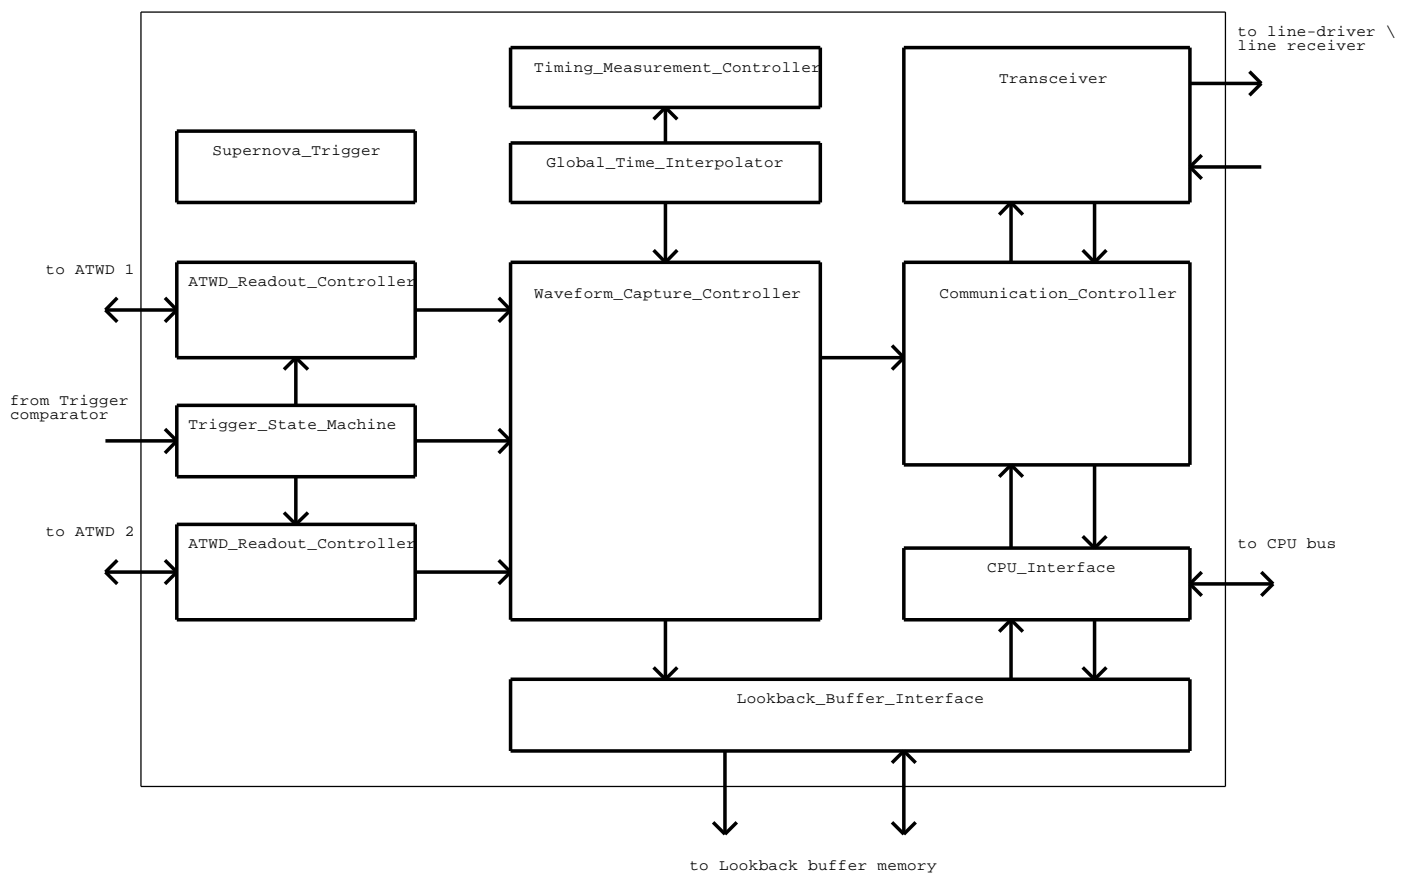 to line-driver \
line receiver
Timing_Measurement_Controller
Transceiver
Supernova_Trigger
Global_Time_Interpolator
to ATWD 1
ATWD_Readout_Controller
Waveform_Capture_Controller
Communication_Controller
from Trigger
comparator
Trigger_State_Machine
to ATWD 2
ATWD_Readout_Controller
to CPU bus
CPU_Interface
Lookback_Buffer_Interface
to Lookback buffer memory